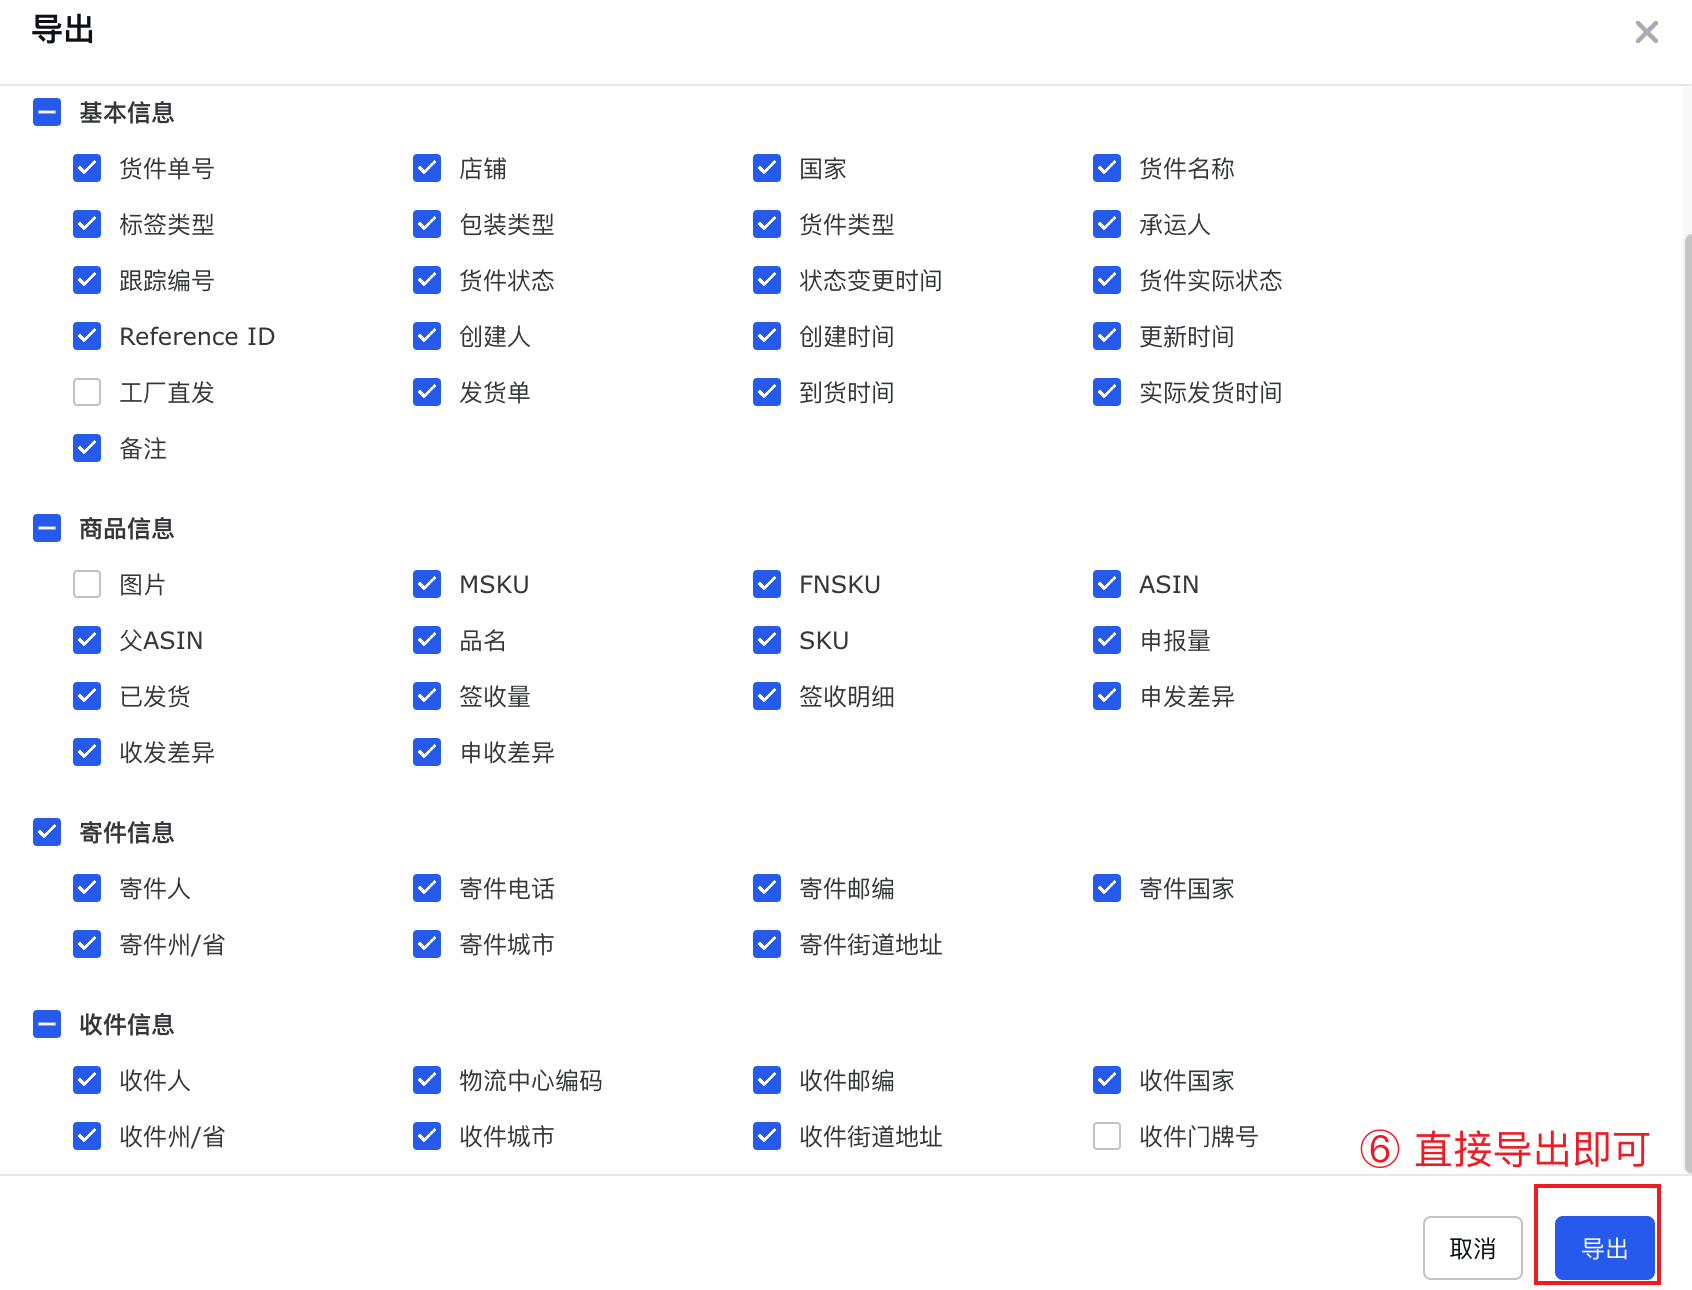 导出
基本信息
货件单号 店铺 国家 货件名称
标签类型 包装类型 货件类型 承运人
跟踪编号 货件状态 状态变更时间 货件实际状态
Reference ID 创建人 创建时间 更新时间
工厂直发 发货单 到货时间 实际发货时间
备注
商品信息
图片 MSKU FNSKU ASIN
父ASIN 品名 SKU 申报量
已发货 签收量 签收明细 申发差异
收发差异 申收差异
寄件信息
寄件人 寄件电话 寄件邮编 寄件国家
寄件州/省 寄件城市 寄件街道地址
收件信息
收件人 物流中心编码 收件邮编 收件国家
收件州/省 收件城市 收件街道地址 收件门牌号
⑥ 直接导出即可
取消 导出